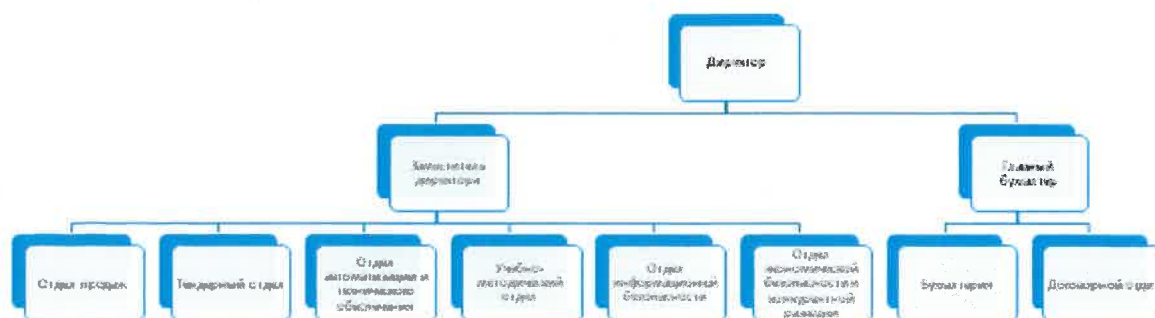 Директор
Заместитель
директора
Главный
бухгалтер
Отдел продаж
Тендерный отдел
Отдел
автоматизации и
технического
обеспечения
Учебно-
методический
отдел
Отдел
информационной
безопасности
Отдел
экономической
безопасности и
конкурентной
разведки
Бухгалтерия
Договорной отдел